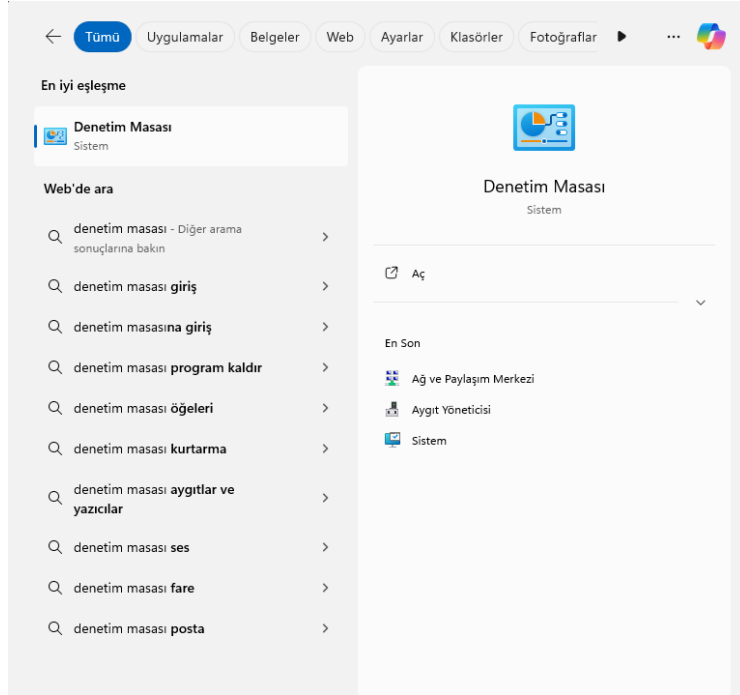 Tümü Uygulamalar Belgeler Web Ayarlar Klasörler Fotoğraflar
En iyi eşleşme
Denetim Masası
Sistem
Web'de ara
denetim masası - Diğer arama
sonuçlarına bakın
denetim masası giriş
denetim masasına giriş
denetim masası program kaldır
denetim masası öğeleri
denetim masası kurtarma
denetim masası aygıtlar ve
yazıcılar
denetim masası ses
denetim masası fare
denetim masası posta
Denetim Masası
Sistem
Aç
En Son
Ağ ve Paylaşım Merkezi
Aygıt Yöneticisi
Sistem